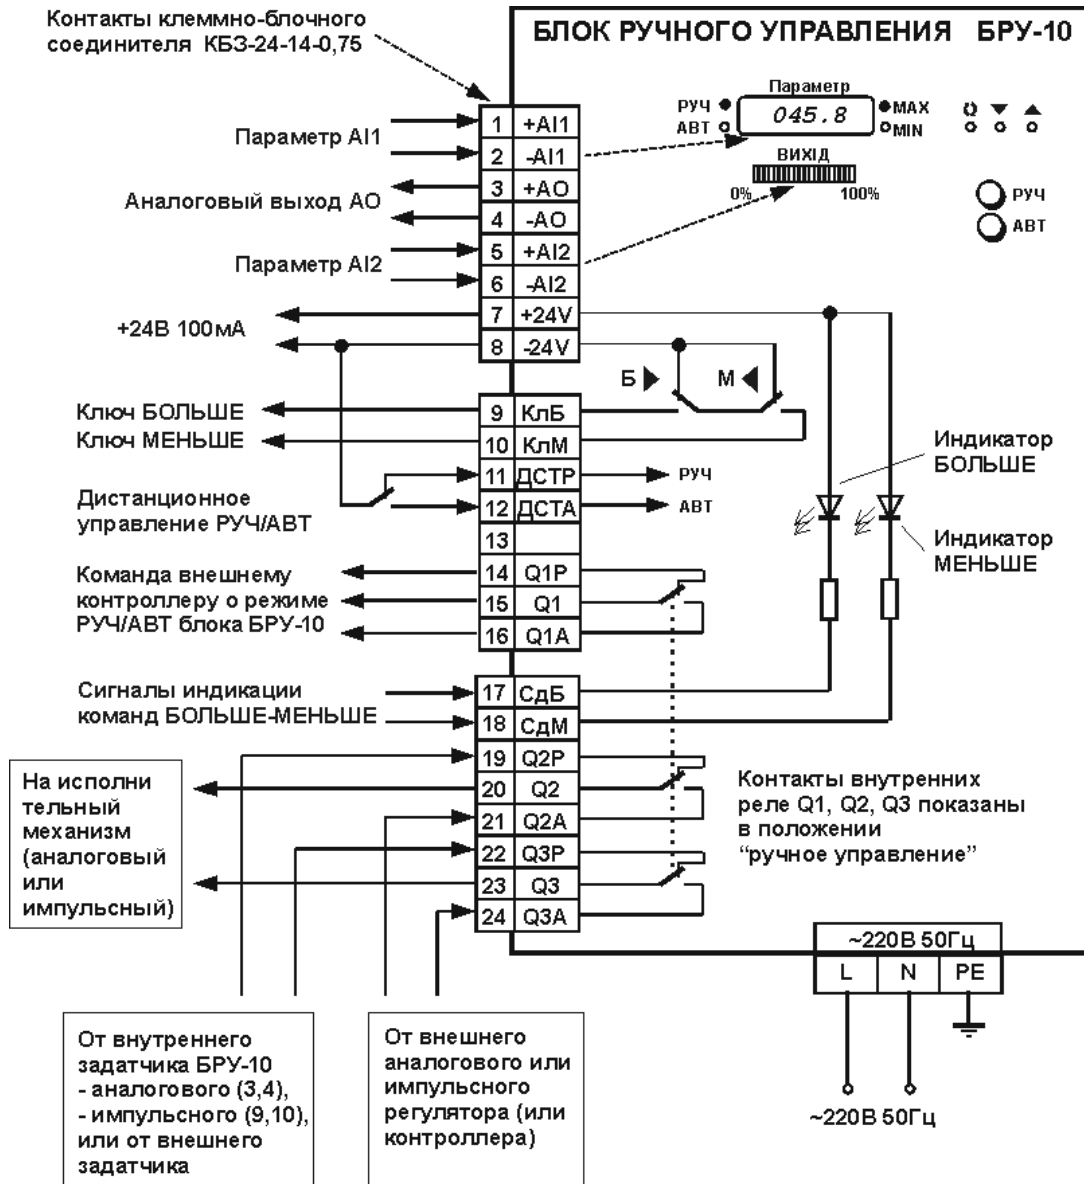 Контакты клеммно-блочного
соединителя КБЗ-24-14-0,75
БЛОК РУЧНОГО УПРАВЛЕНИЯ БРУ-10
Параметр
РУЧ
АВТ
045.8
MAX
MIN
ВИХІД
0%
100%
РУЧ
АВТ
Параметр AI1
Аналоговый выход AO
Параметр AI2
+24В 100мА
1 +AI1
2 -AI1
3 +AO
4 -AO
5 +AI2
6 -AI2
7 +24V
8 -24V
Б
М
Ключ БОЛЬШЕ
Ключ МЕНЬШЕ
9 КлБ
10 КлМ
11 ДСТР
12 ДСТА
13
14 Q1P
15 Q1
16 Q1A
РУЧ
АВТ
Дистанционное
управление РУЧ/АВТ
Команда внешнему
контроллеру о режиме
РУЧ/АВТ блока БРУ-10
Индикатор
БОЛЬШЕ
Индикатор
МЕНЬШЕ
Сигналы индикации
команд БОЛЬШЕ-МЕНЬШЕ
17 СдБ
18 СдМ
19 Q2P
20 Q2
21 Q2A
22 Q3P
23 Q3
24 Q3A
На исполни
тельный
механизм
(аналоговый
или
импульсный)
Контакты внутренних
реле Q1, Q2, Q3 показаны
в положении
“ручное управление”
~220В 50Гц
L N PE
~220В 50Гц
От внутреннего
задатчика БРУ-10
- аналогового (3,4),
- импульсного (9,10),
или от внешнего
задатчика
От внешнего
аналогового или
импульсного
регулятора (или
контроллера)